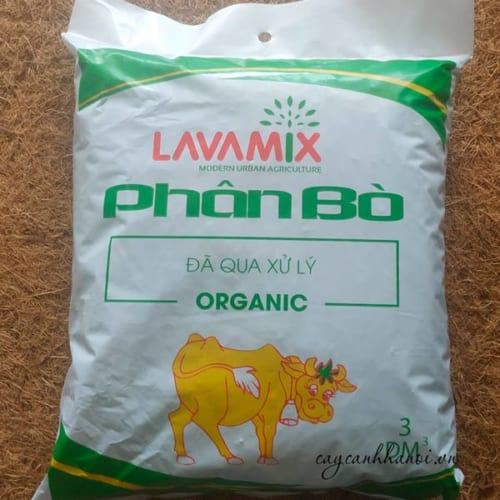 LAVAMIX
MODERN URBAN AGRICULTURE
Phân Bò
ĐÃ QUA XỬ LÝ
ORGANIC
3
DM³
caycanhhanoi.vn